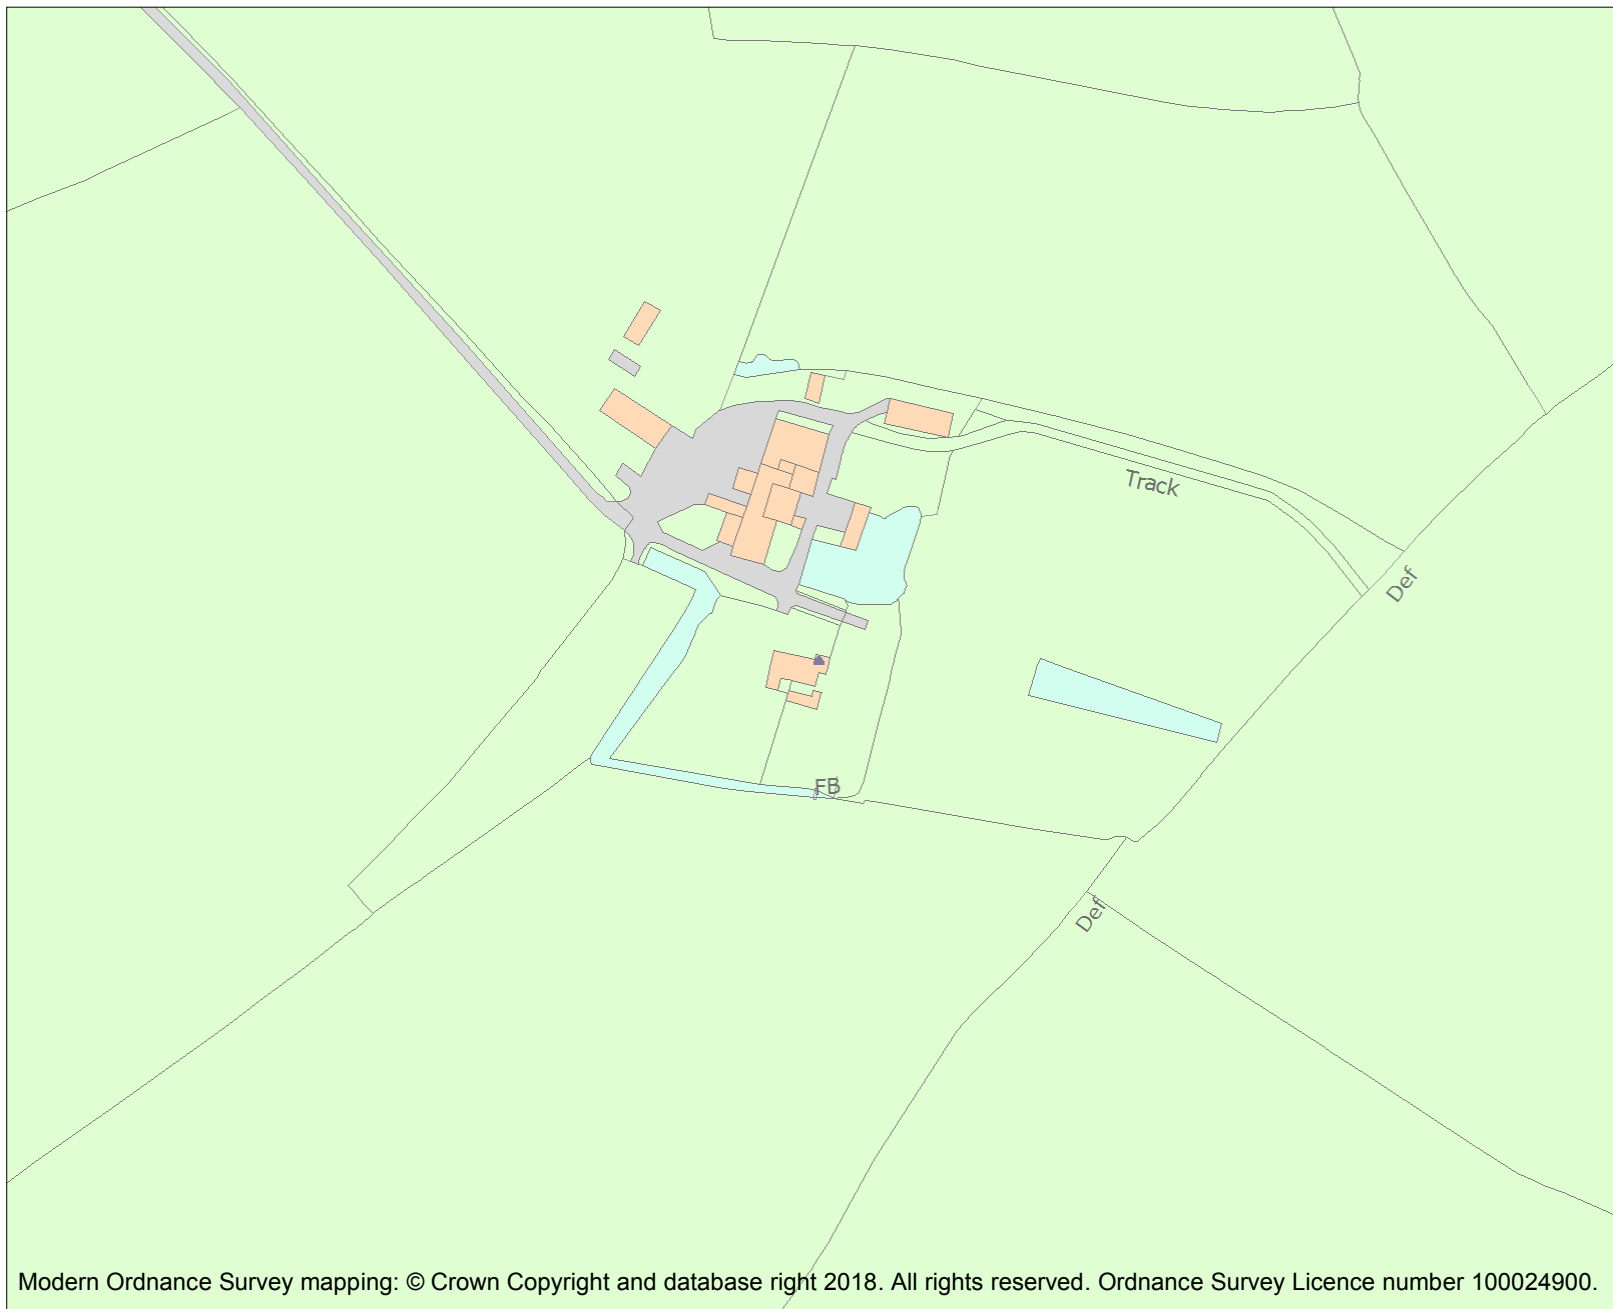 Track
Def
FB
Def
Modern Ordnance Survey mapping: © Crown Copyright and database right 2018. All rights reserved. Ordnance Survey Licence number 100024900.